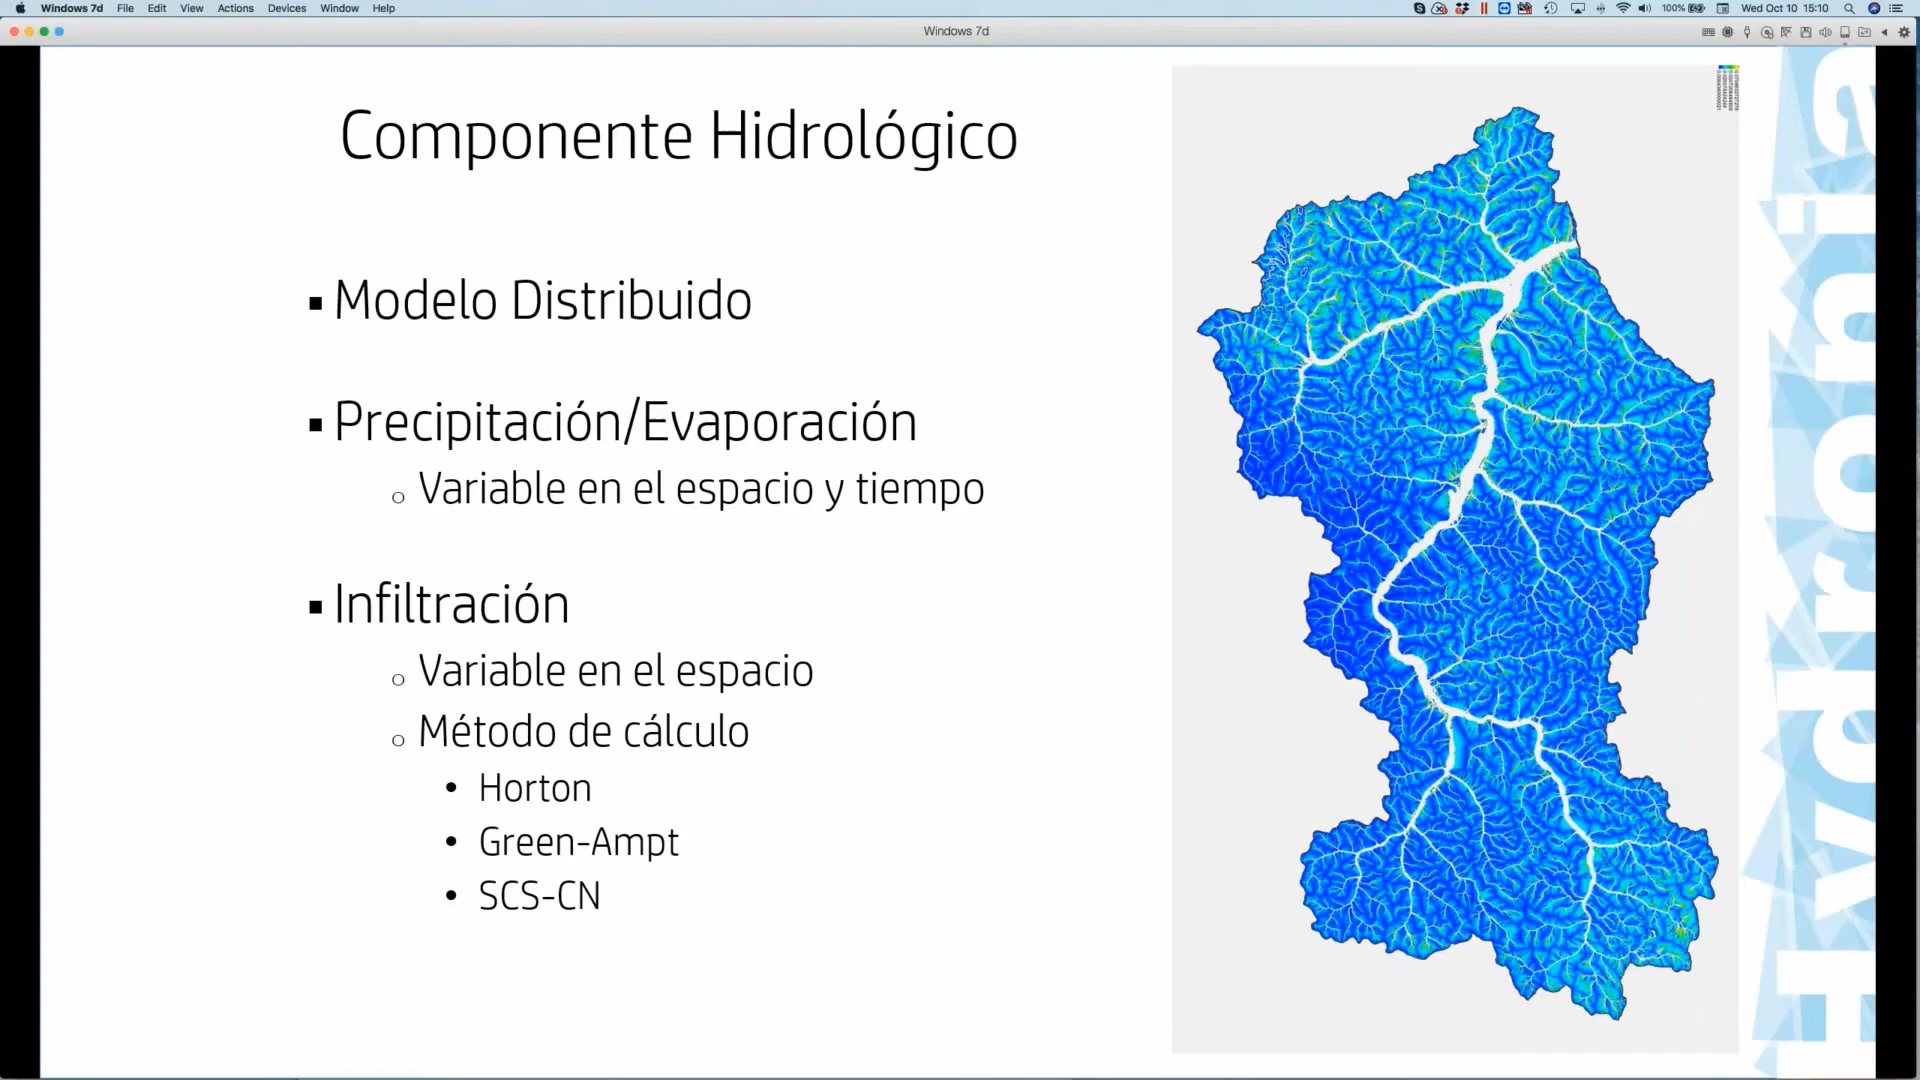 Windows 7d File Edit View Actions Devices Window Help 100% Wed Oct 10 15:10
Windows 7d
Componente Hidrológico
▪ Modelo Distribuido
▪ Precipitación/Evaporación
o Variable en el espacio y tiempo
▪ Infiltración
o Variable en el espacio
o Método de cálculo
• Horton
• Green-Ampt
• SCS-CN
Hydronia